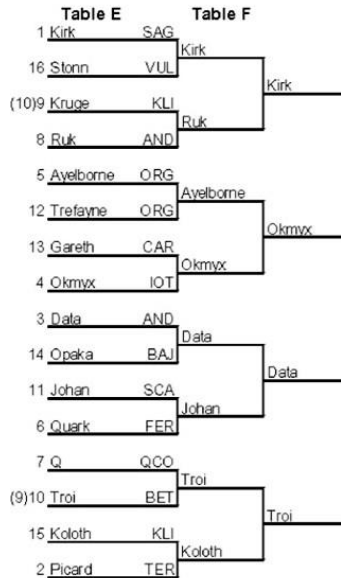 Table E Table F
1 Kirk SAG
Kirk
16 Stonn VUL
Kirk
(10)9 Kruge KLI
Ruk
8 Ruk AND
5 Ayelborne ORG
Ayelborne
12 Trefayne ORG
Okmyx
13 Gareth CAR
Okmyx
4 Okmyx IOT
3 Data AND
Data
14 Opaka BAJ
Data
11 Johan SCA
Johan
6 Quark FER
7 Q QCO
Troi
(9)10 Troi BET
Troi
15 Koloth KLI
Koloth
2 Picard TER